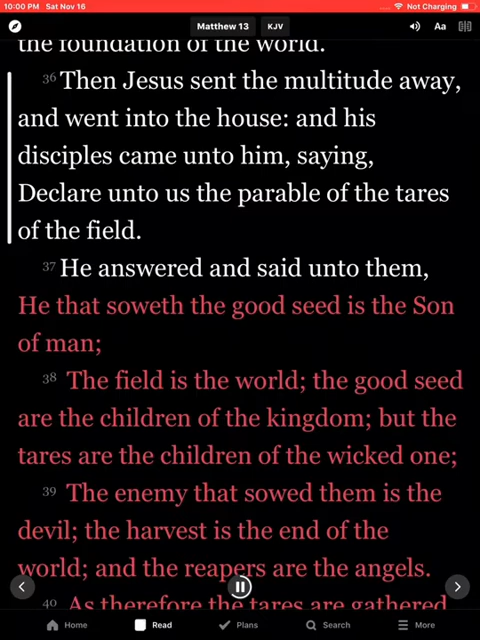 10:00 PM Sat Nov 16
Not Charging
Matthew 13 KJV
Aa
the foundation of the world.
36 Then Jesus sent the multitude away,
and went into the house: and his
disciples came unto him, saying,
Declare unto us the parable of the tares
of the field.
37 He answered and said unto them,
He that soweth the good seed is the Son
of man;
38 The field is the world; the good seed
are the children of the kingdom; but the
tares are the children of the wicked one;
39 The enemy that sowed them is the
devil; the harvest is the end of the
world; and the reapers are the angels.
40 As therefore the tares are gathered
Home Read Plans Search More